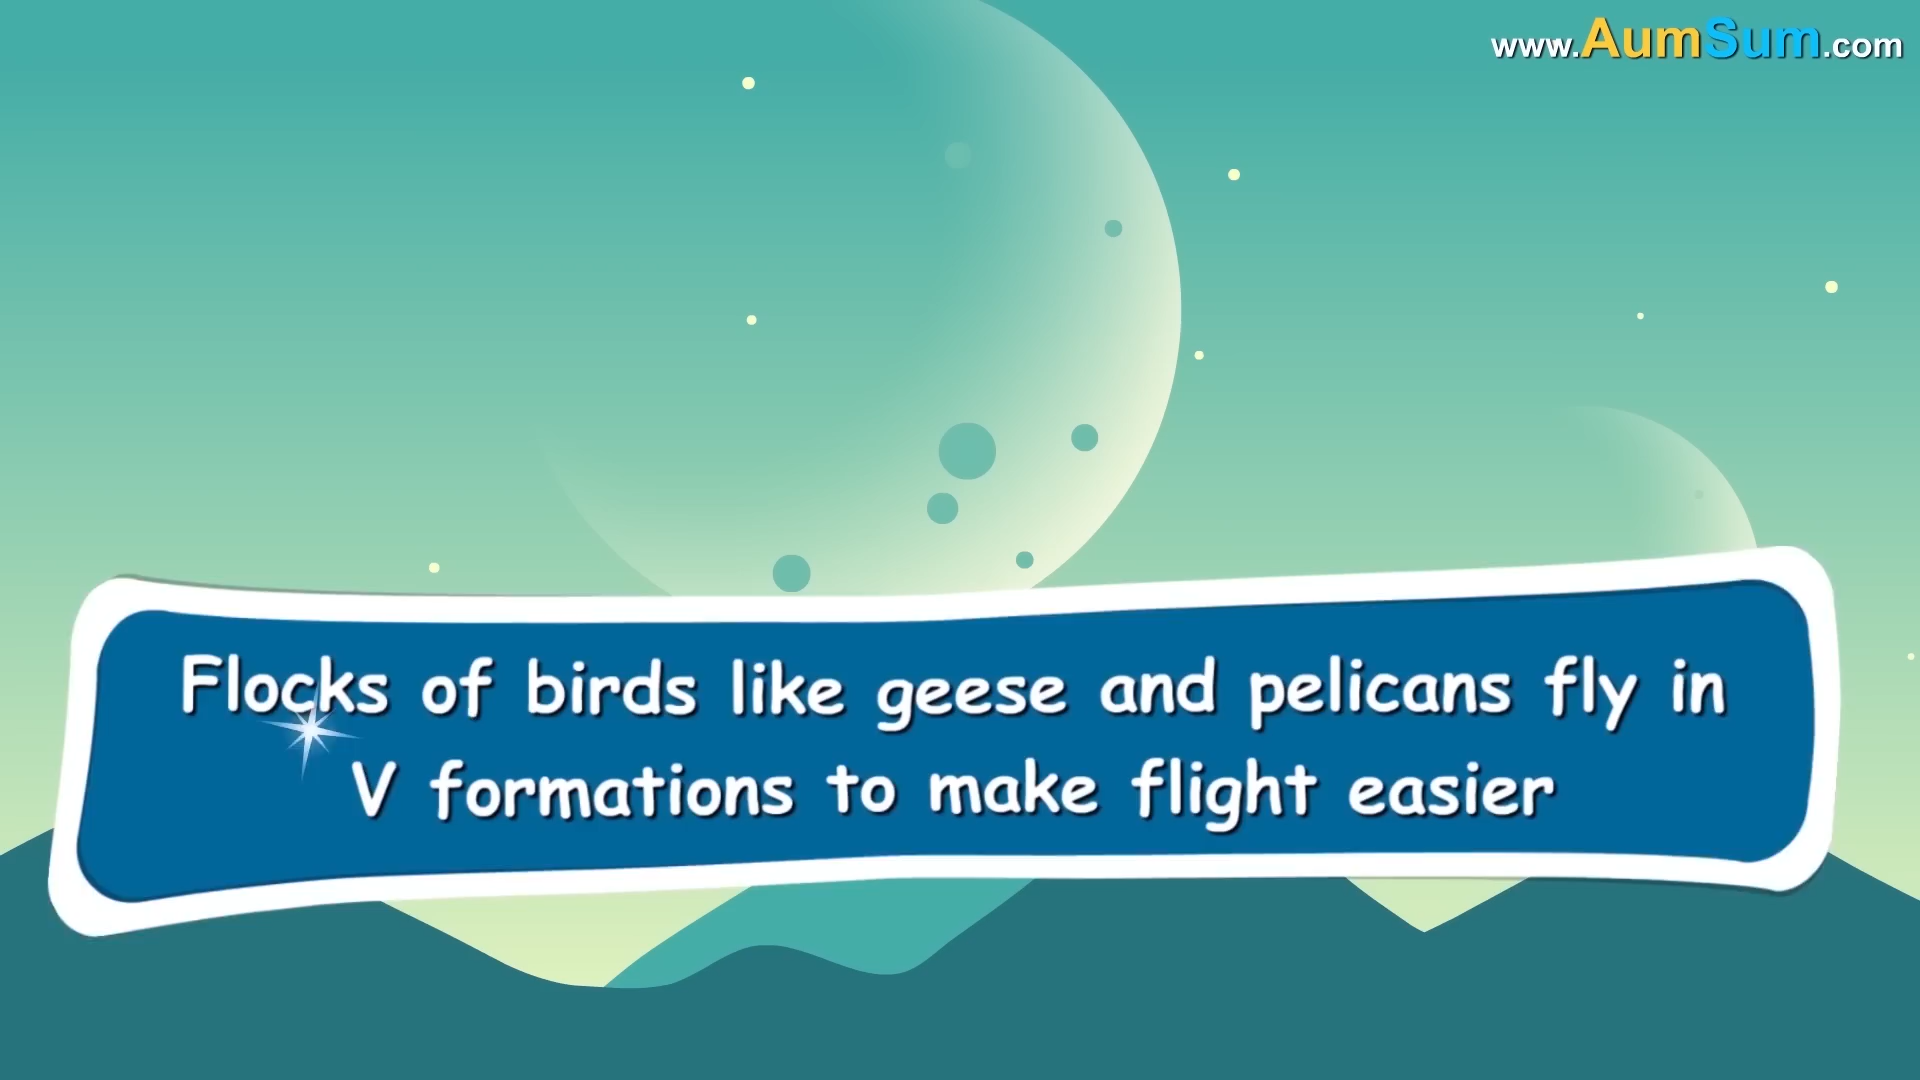 www.AumSum.com
Flocks of birds like geese and pelicans fly in
V formations to make flight easier